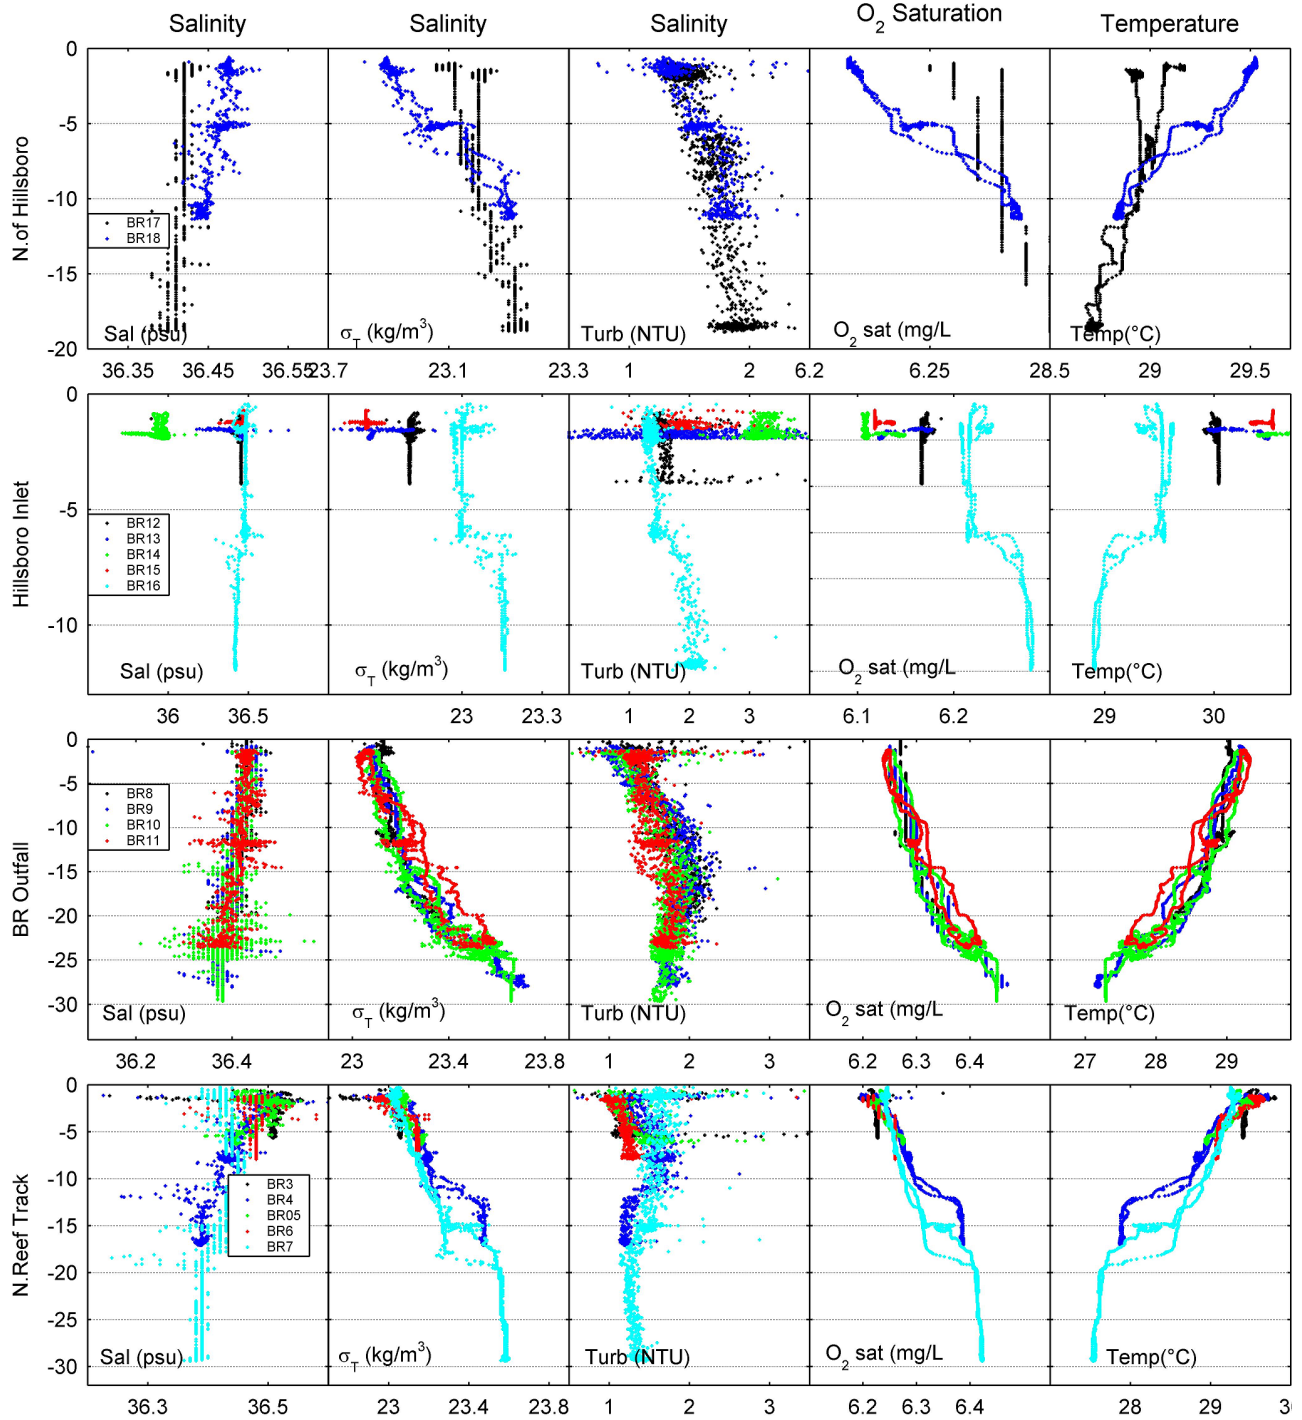 Salinity Salinity Salinity O2 Saturation Temperature
N.of Hillsboro
0
-5
-10
-15
-20
BR17
BR18
Sal (psu) σT (kg/m3) Turb (NTU) O2 sat (mg/L Temp(°C)
36.35 36.45 36.55 23.7 23.1 23.3 1 2 6.2 6.25 28.5 29 29.5
Hillsboro Inlet
0
-5
-10
BR12
BR13
BR14
BR15
BR16
Sal (psu) σT (kg/m3) Turb (NTU) O2 sat (mg/L Temp(°C)
36 36.5 23 23.3 1 2 3 6.1 6.2 29 30
BR Outfall
0
-5
-10
-15
-20
-25
-30
BR8
BR9
BR10
BR11
Sal (psu) σT (kg/m3) Turb (NTU) O2 sat (mg/L Temp(°C)
36.2 36.4 23 23.4 23.8 1 2 3 6.2 6.3 6.4 27 28 29
N.Reef Track
0
-5
-10
-15
-20
-25
-30
BR3
BR4
BR05
BR6
BR7
Sal (psu) σT (kg/m3) Turb (NTU) O2 sat (mg/L Temp(°C)
36.3 36.5 23 23.4 23.8 1 2 3 6.2 6.3 6.4 28 29